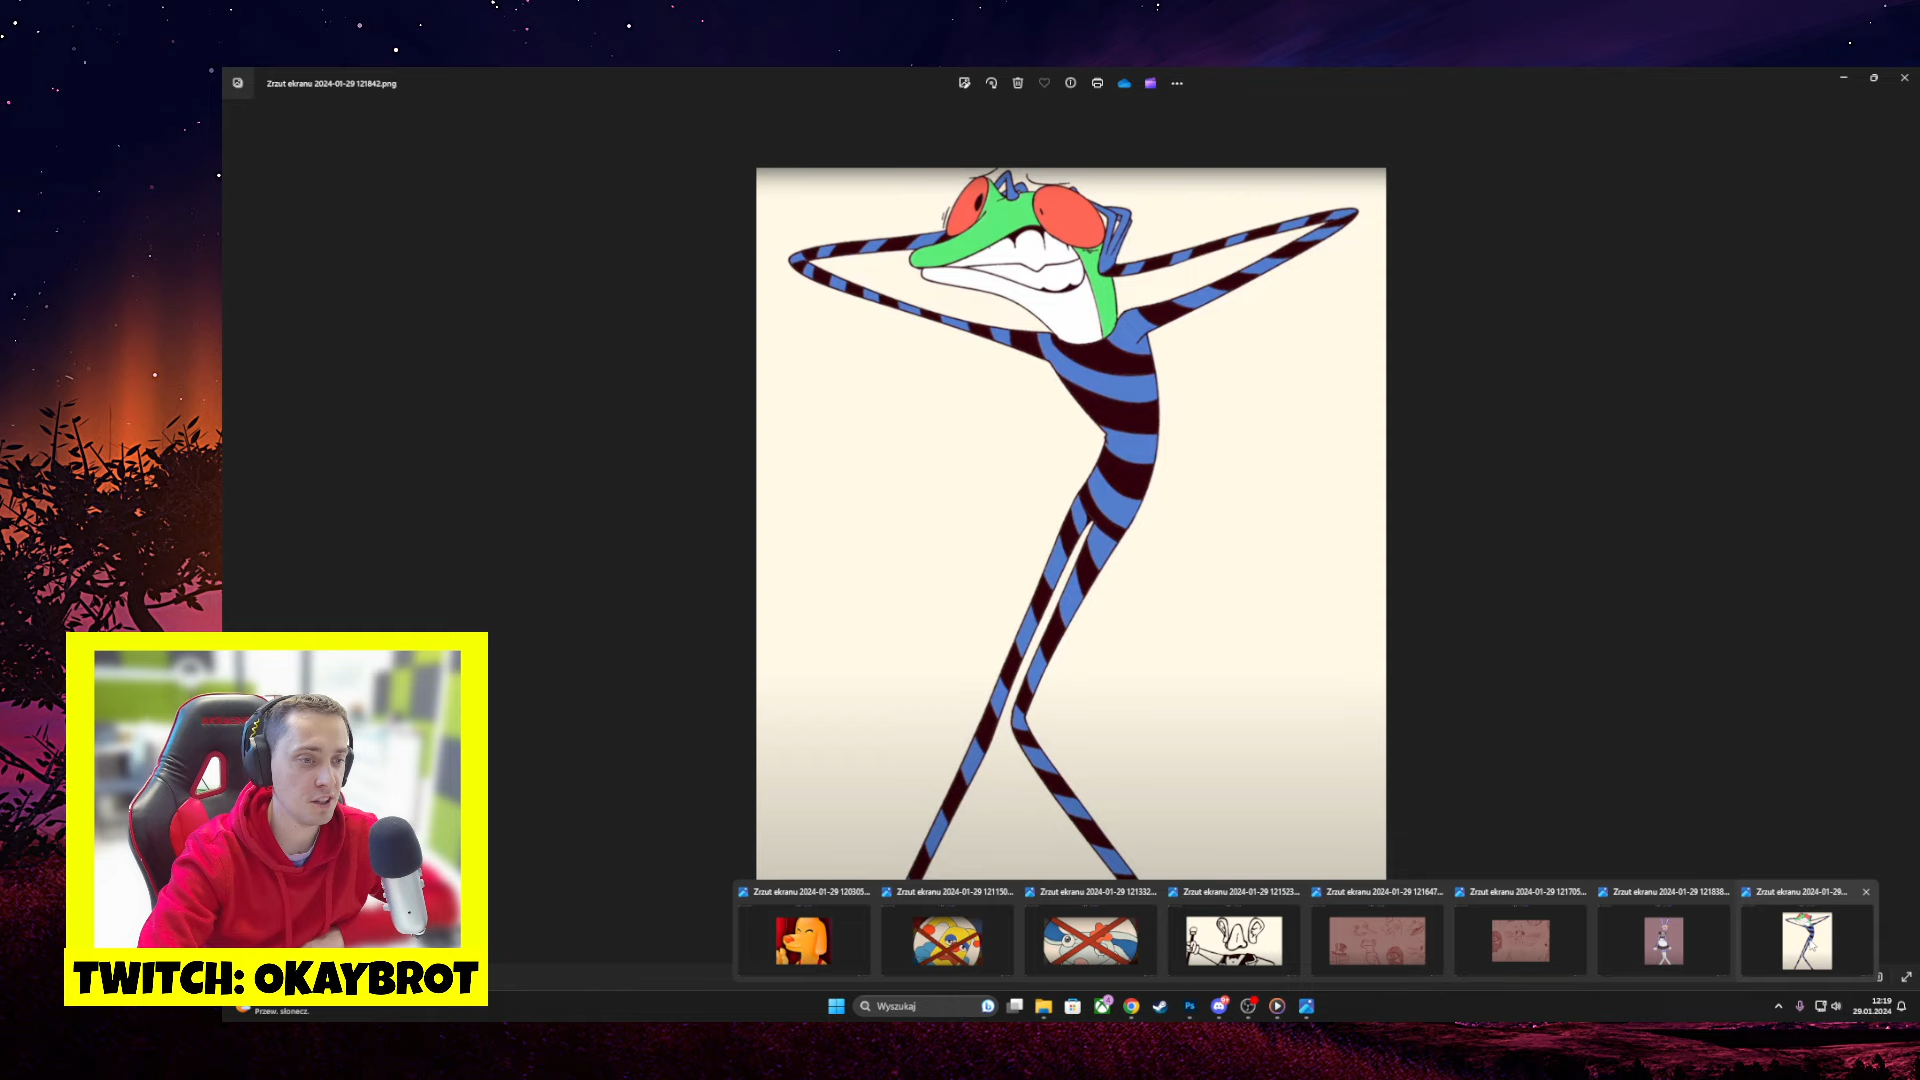 Zrzut ekranu 2024-01-29 121842.png
Zrzut ekranu 2024-01-29 120305...
Zrzut ekranu 2024-01-29 121150...
Zrzut ekranu 2024-01-29 121332...
Zrzut ekranu 2024-01-29 121523...
Zrzut ekranu 2024-01-29 121647...
Zrzut ekranu 2024-01-29 121705...
Zrzut ekranu 2024-01-29 121838...
Zrzut ekranu 2024-01-29...
TWITCH: OKAYBROT
Przew. słonecz.
Wyszukaj
Ps
12:19
29.01.2024